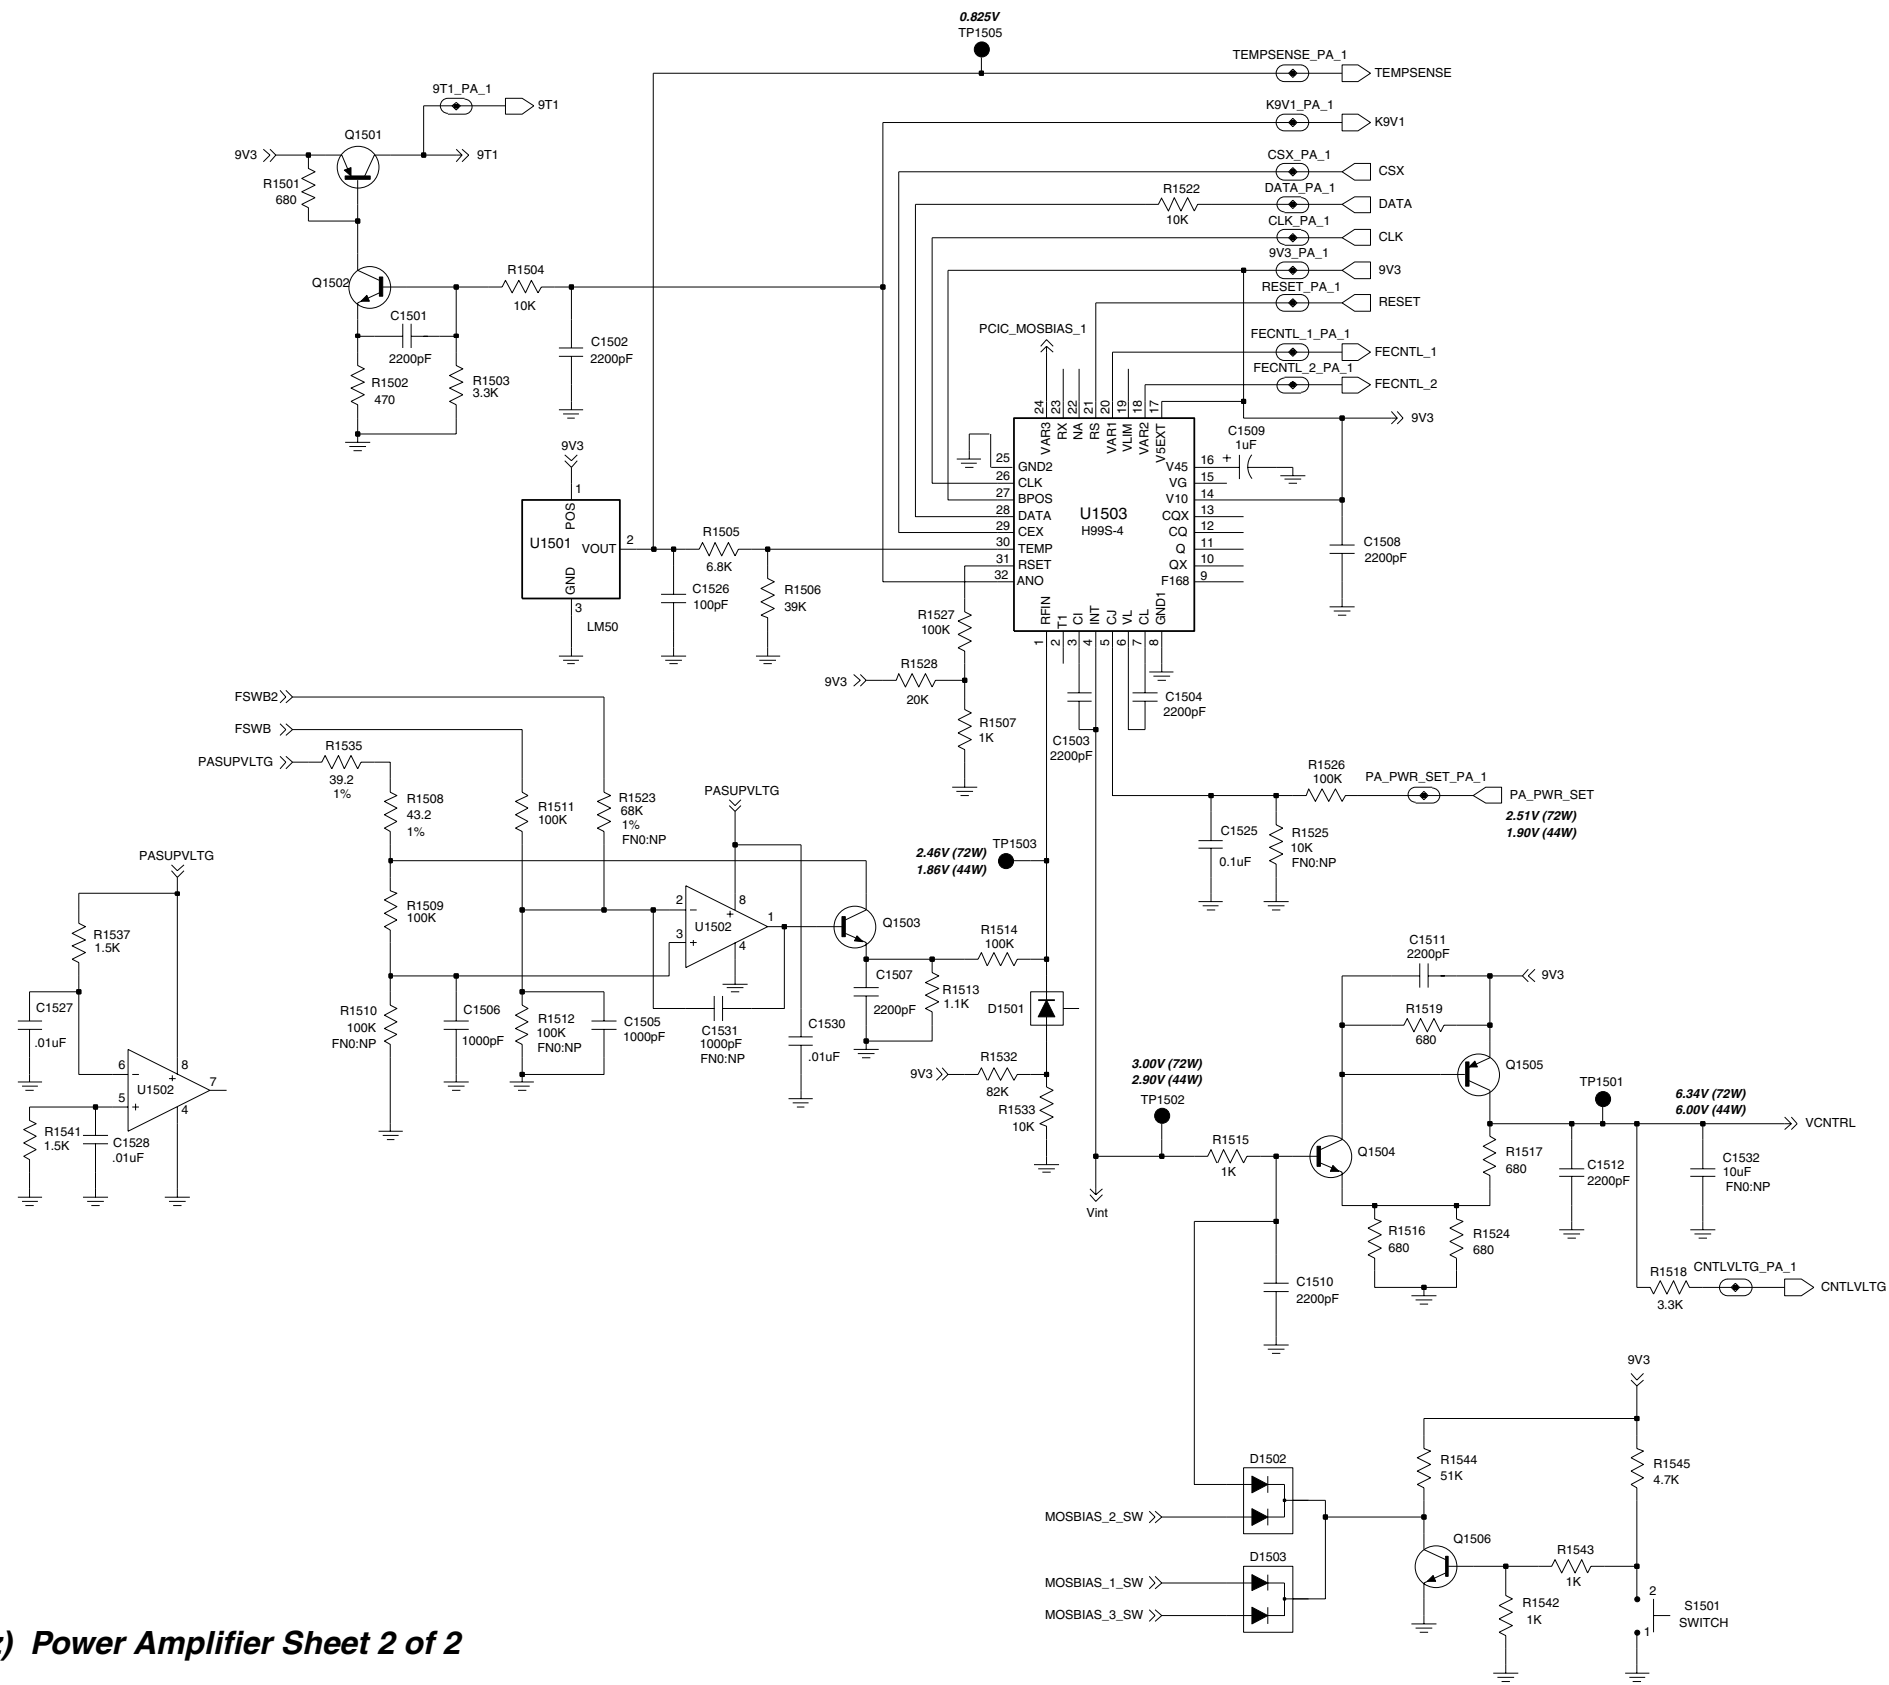 0.825V
TP1505
TEMPSENSE_PA_1
TEMPSENSE
9T1_PA_1
9T1
K9V1_PA_1
K9V1
Q1501
9V3
9T1
R1501
680
CSX_PA_1
CSX
R1522
10K
DATA_PA_1
DATA
CLK_PA_1
CLK
9V3_PA_1
9V3
RESET_PA_1
RESET
Q1502
R1504
10K
C1501
2200pF
C1502
2200pF
R1502
470
R1503
3.3K
PCIC_MOSBIAS_1
FECNTL_1_PA_1
FECNTL_1
FECNTL_2_PA_1
FECNTL_2
9V3
24
23
22
21
20
19
18
17
VAR3
RX
NA
RS
VAR1
VLIM
VAR2
V5EXT
C1509
1uF
+
25
GND2
26
CLK
27
BPOS
28
DATA
29
CEX
30
TEMP
31
RSET
32
ANO
U1503
H99S-4
V45
16
VG
15
V10
14
CQX
13
CQ
12
Q
11
QX
10
F168
9
RFIN
T1
CI
INT
CJ
VL
CL
GND1
1
2
3
4
5
6
7
8
C1508
2200pF
9V3
1
POS
U1501
VOUT
2
GND
3
LM50
R1505
6.8K
C1526
100pF
R1506
39K
R1527
100K
9V3
R1528
20K
R1507
1K
C1503
2200pF
C1504
2200pF
FSWB2
FSWB
PASUPVLTG
R1535
39.2
1%
R1508
43.2
1%
R1511
100K
R1523
68K
1%
FN0:NP
PASUPVLTG
R1526
100K
PA_PWR_SET_PA_1
PA_PWR_SET
2.51V (72W)
1.90V (44W)
C1525
0.1uF
R1525
10K
FN0:NP
2.46V (72W)
1.86V (44W)
TP1503
PASUPVLTG
R1537
1.5K
R1509
100K
2
−
3
+
U1502
+
8
4
1
Q1503
R1514
100K
C1507
2200pF
R1513
1.1K
D1501
C1527
.01uF
R1510
100K
FN0:NP
C1506
1000pF
R1512
100K
FN0:NP
C1505
1000pF
C1531
1000pF
FN0:NP
C1530
.01uF
6
−
5
+
U1502
+
8
4
7
R1541
1.5K
C1528
.01uF
9V3
R1532
82K
R1533
10K
3.00V (72W)
2.90V (44W)
TP1502
C1511
2200pF
9V3
R1519
680
Q1505
TP1501
6.34V (72W)
6.00V (44W)
VCNTRL
R1515
1K
Q1504
R1517
680
C1512
2200pF
C1532
10uF
FN0:NP
Vint
R1516
680
R1524
680
R1518
3.3K
CNTLVLTG_PA_1
CNTLVLTG
C1510
2200pF
9V3
D1502
MOSBIAS_2_SW
R1544
51K
R1545
4.7K
D1503
MOSBIAS_1_SW
MOSBIAS_3_SW
Q1506
R1543
1K
R1542
1K
2
1
S1501
SWITCH
) Power Amplifier Sheet 2 of 2